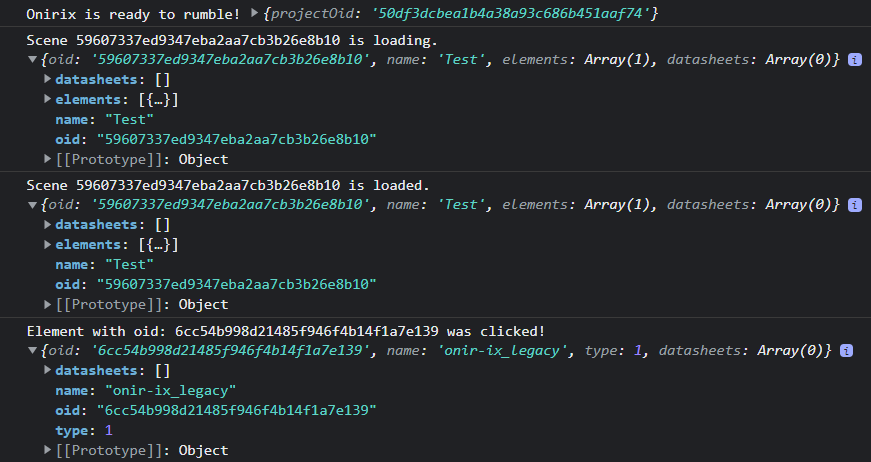 Onirix is ready to rumble! ▶{projectOid: '50df3dcbea1b4a38a93c686b451aaf74'}
Scene 59607337ed9347eba2aa7cb3b26e8b10 is loading.
▼{oid: '59607337ed9347eba2aa7cb3b26e8b10', name: 'Test', elements: Array(1), datasheets: Array(0)} i
▶datasheets: []
▶elements: [{…}]
name: "Test"
oid: "59607337ed9347eba2aa7cb3b26e8b10"
▶[[Prototype]]: Object
Scene 59607337ed9347eba2aa7cb3b26e8b10 is loaded.
▼{oid: '59607337ed9347eba2aa7cb3b26e8b10', name: 'Test', elements: Array(1), datasheets: Array(0)} i
▶datasheets: []
▶elements: [{…}]
name: "Test"
oid: "59607337ed9347eba2aa7cb3b26e8b10"
▶[[Prototype]]: Object
Element with oid: 6cc54b998d21485f946f4b14f1a7e139 was clicked!
▼{oid: '6cc54b998d21485f946f4b14f1a7e139', name: 'onir-ix_legacy', type: 1, datasheets: Array(0)} i
▶datasheets: []
name: "onir-ix_legacy"
oid: "6cc54b998d21485f946f4b14f1a7e139"
type: 1
▶[[Prototype]]: Object